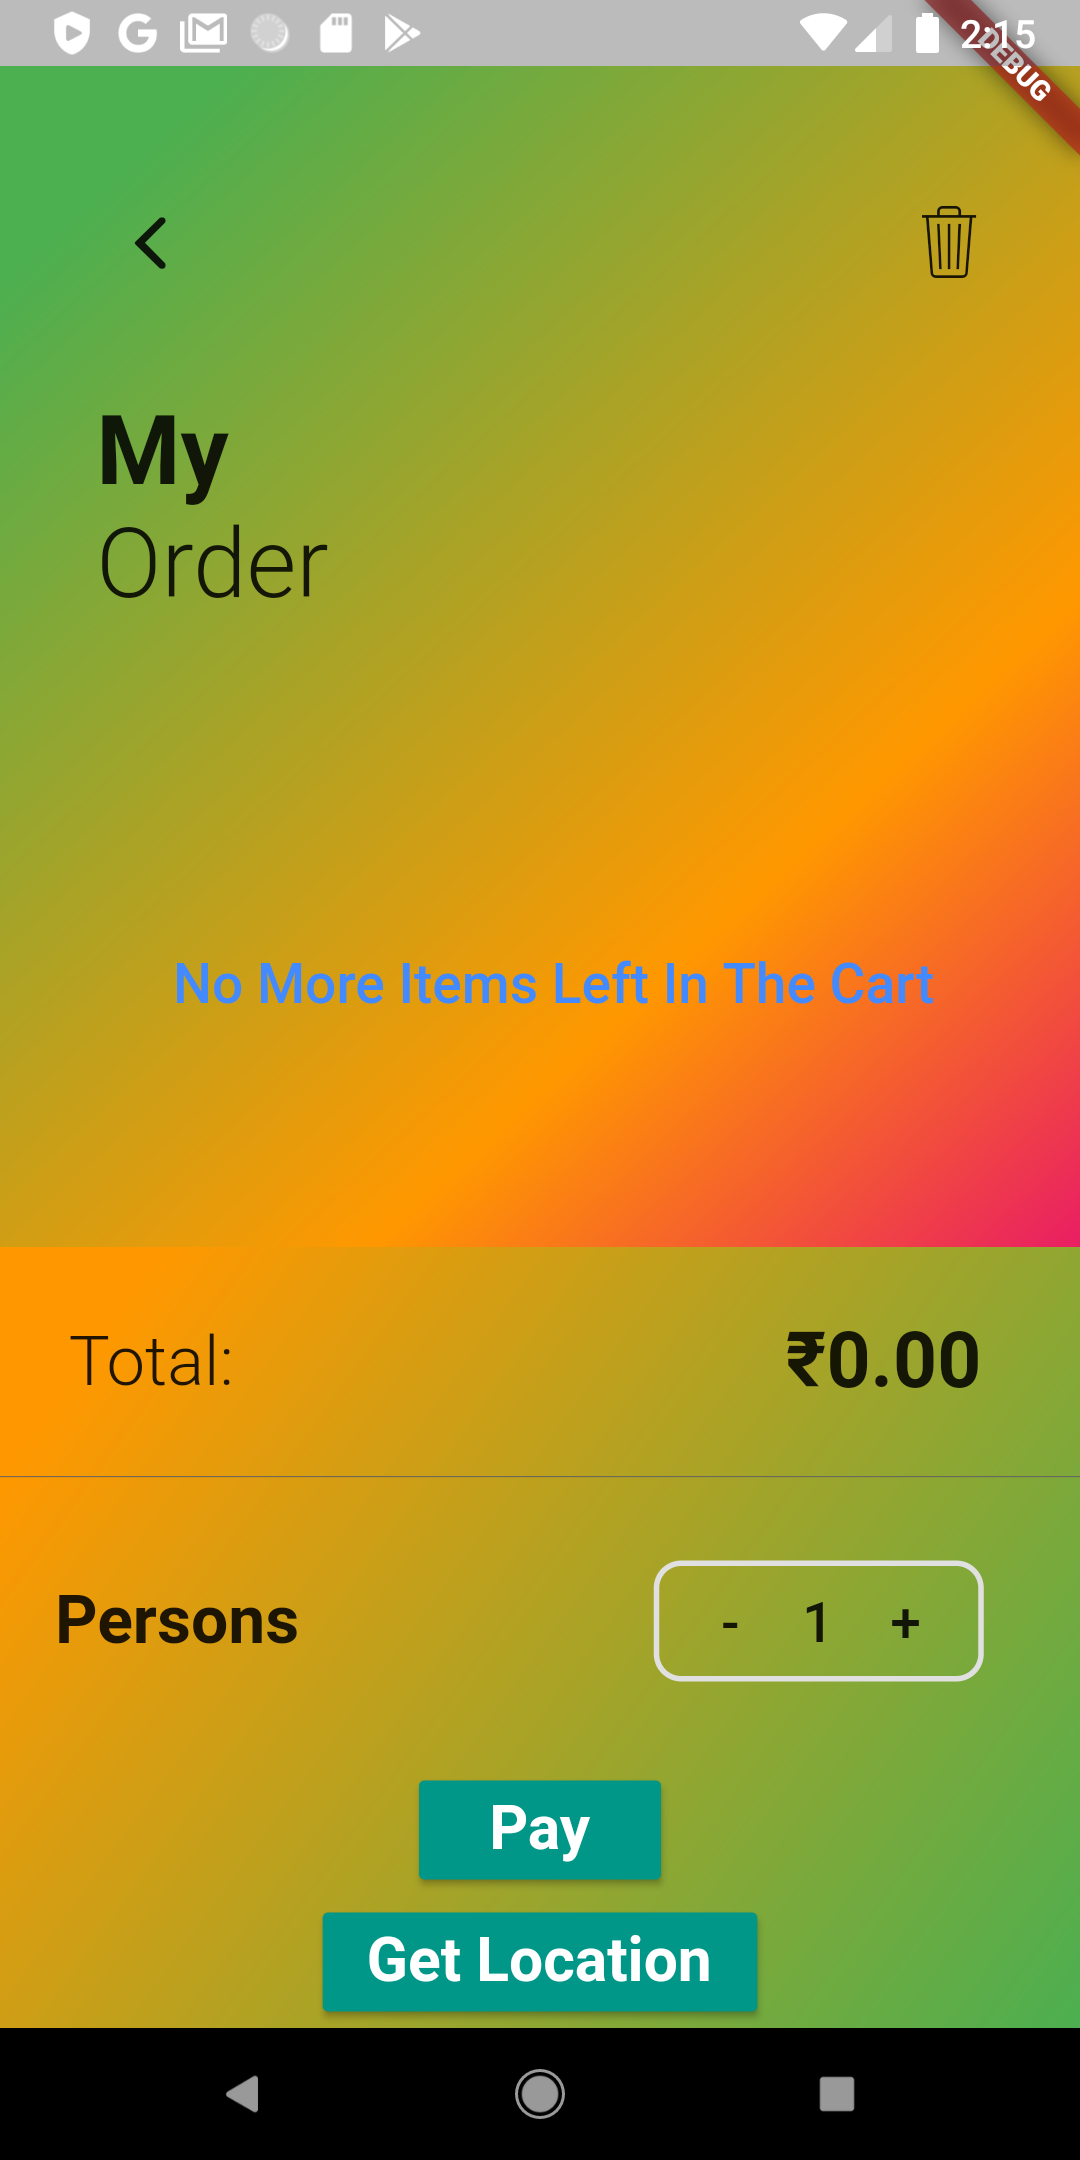 2:15
DEBUG
My
Order
No More Items Left In The Cart
Total: ₹0.00
Persons - 1 +
Pay
Get Location